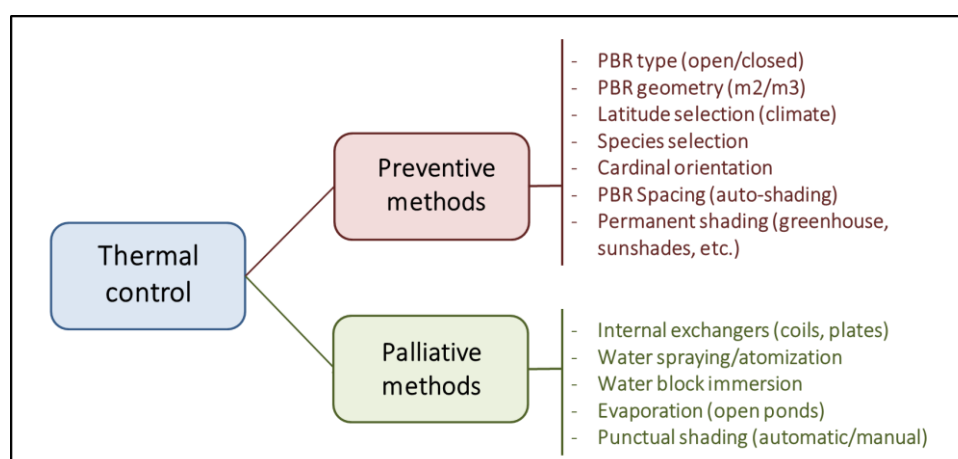 Thermal
control
Preventive
methods
- PBR type (open/closed)
- PBR geometry (m2/m3)
- Latitude selection (climate)
- Species selection
- Cardinal orientation
- PBR Spacing (auto-shading)
- Permanent shading (greenhouse,
sunshades, etc.)
Palliative
methods
- Internal exchangers (coils, plates)
- Water spraying/atomization
- Water block immersion
- Evaporation (open ponds)
- Punctual shading (automatic/manual)